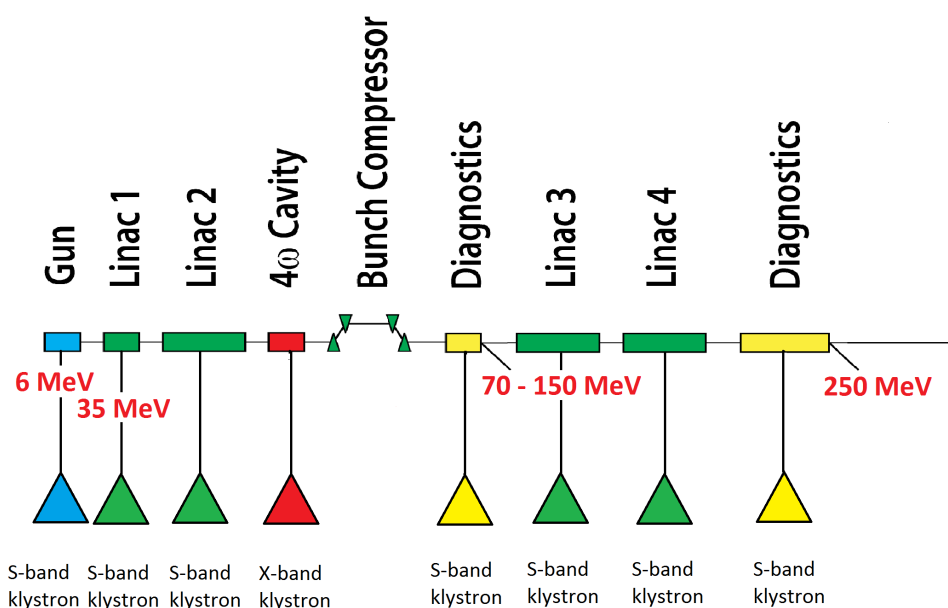 Gun
Linac 1
Linac 2
4ω Cavity
Bunch Compressor
Diagnostics
Linac 3
Linac 4
Diagnostics
6 MeV
35 MeV
70 - 150 MeV
250 MeV
S-band
klystron
S-band
klystron
S-band
klystron
X-band
klystron
S-band
klystron
S-band
klystron
S-band
klystron
S-band
klystron